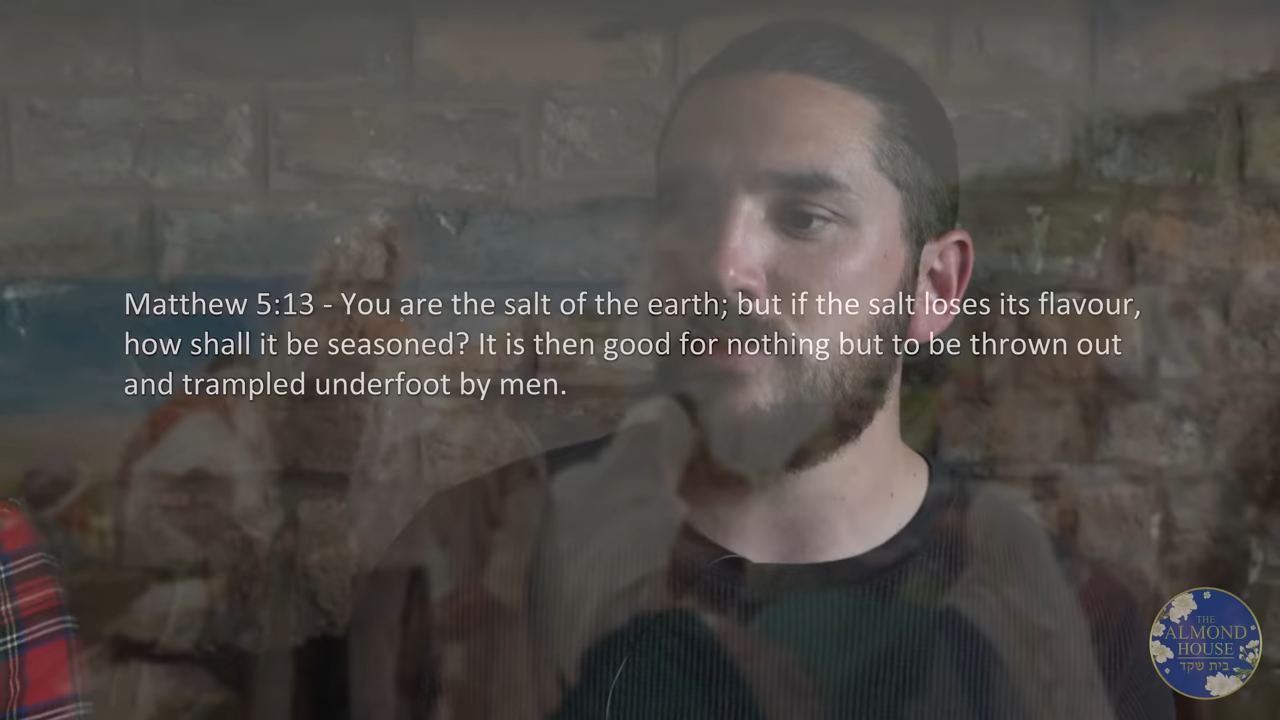 Matthew 5:13 - You are the salt of the earth; but if the salt loses its flavour,
how shall it be seasoned? It is then good for nothing but to be thrown out
and trampled underfoot by men.
THE
ALMOND
HOUSE
בית שקד